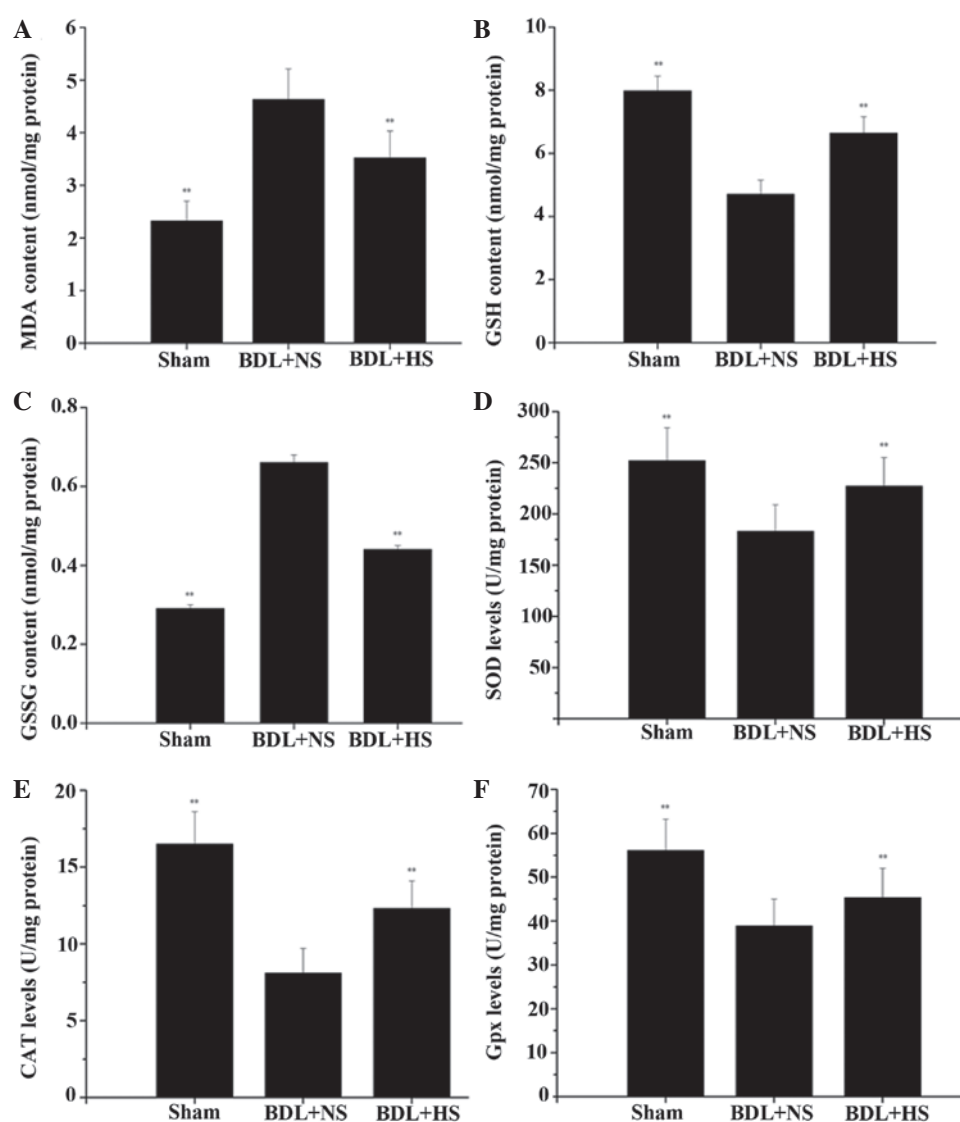 A
MDA content (nmol/mg protein)
6
5
4
3
2
1
0
**
**
Sham
BDL+NS
BDL+HS
B
GSH content (nmol/mg protein)
10
8
6
4
2
0
**
**
Sham
BDL+NS
BDL+HS
C
GSSG content (nmol/mg protein)
0.8
0.6
0.4
0.2
0.0
**
**
Sham
BDL+NS
BDL+HS
D
SOD levels (U/mg protein)
300
250
200
150
100
50
**
**
Sham
BDL+NS
BDL+HS
E
CAT levels (U/mg protein)
20
15
10
5
0
**
**
Sham
BDL+NS
BDL+HS
F
Gpx levels (U/mg protein)
70
60
50
40
30
20
10
0
**
**
Sham
BDL+NS
BDL+HS